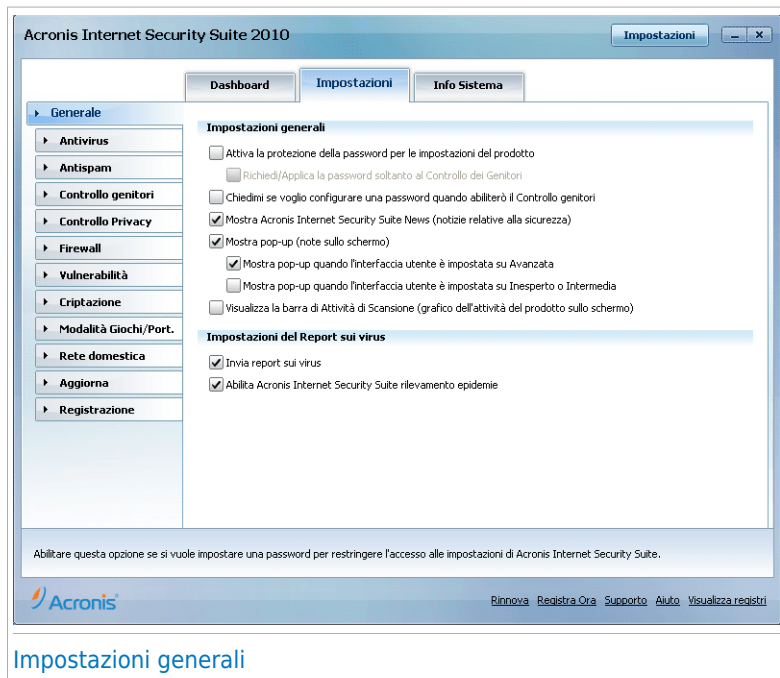 Acronis Internet Security Suite 2010
Impostazioni
Dashboard
Impostazioni
Info Sistema
Generale
Antivirus
Antispam
Controllo genitori
Controllo Privacy
Firewall
Vulnerabilità
Criptazione
Modalità Giochi/Port.
Rete domestica
Aggiorna
Registrazione
Impostazioni generali
Attiva la protezione della password per le impostazioni del prodotto
Richiedi/Applica la password soltanto al Controllo dei Genitori
Chiedimi se voglio configurare una password quando abiliterò il Controllo genitori
Mostra Acronis Internet Security Suite News (notizie relative alla sicurezza)
Mostra pop-up (note sullo schermo)
Mostra pop-up quando l'interfaccia utente è impostata su Avanzata
Mostra pop-up quando l'interfaccia utente è impostata su Inesperto o Intermedia
Visualizza la barra di Attività di Scansione (grafico dell'attività del prodotto sullo schermo)
Impostazioni del Report sui virus
Invia report sui virus
Abilita Acronis Internet Security Suite rilevamento epidemie
Abilitare questa opzione se si vuole impostare una password per restringere l'accesso alle impostazioni di Acronis Internet Security Suite.
Acronis
Rinnova Registra Ora Supporto Aiuto Visualizza registri
Impostazioni generali